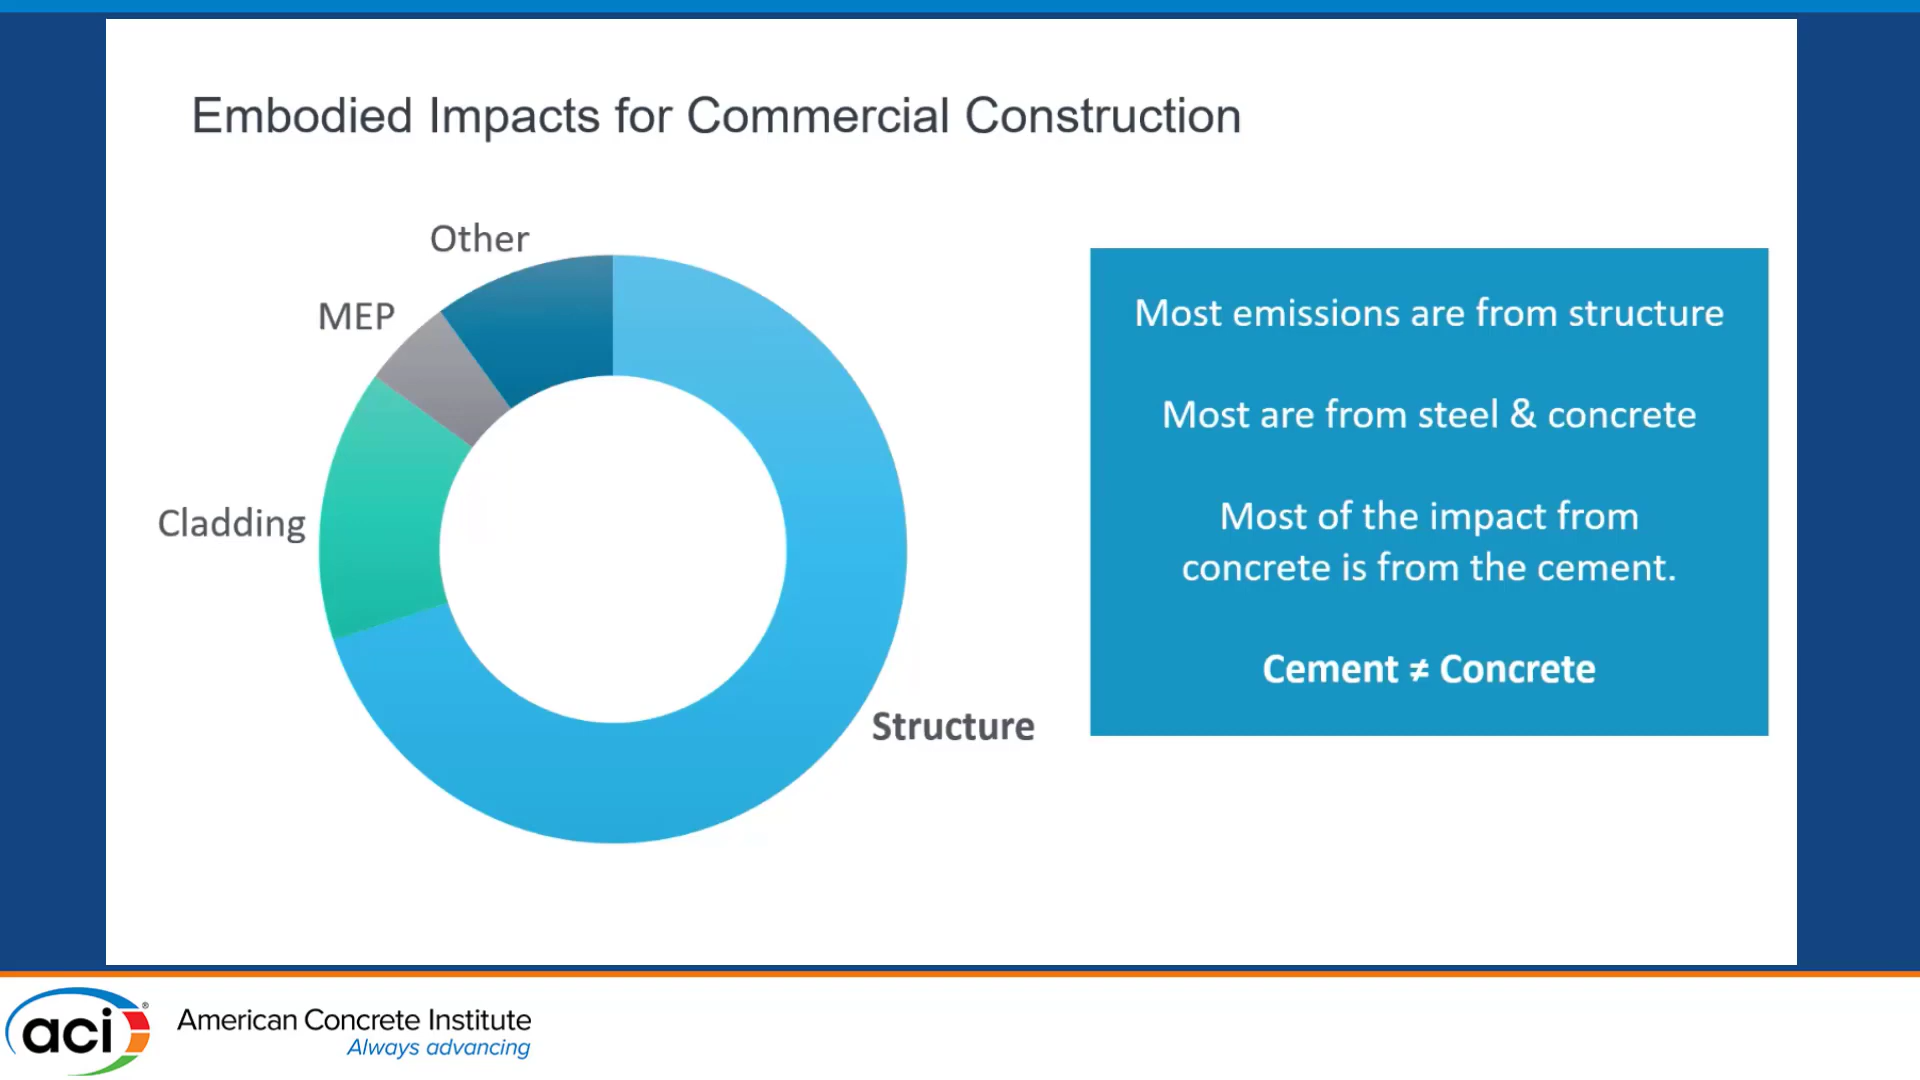 Embodied Impacts for Commercial Construction
Other
MEP
Cladding
Structure
Most emissions are from structure
Most are from steel & concrete
Most of the impact from
concrete is from the cement.
Cement ≠ Concrete
aci®
American Concrete Institute
Always advancing